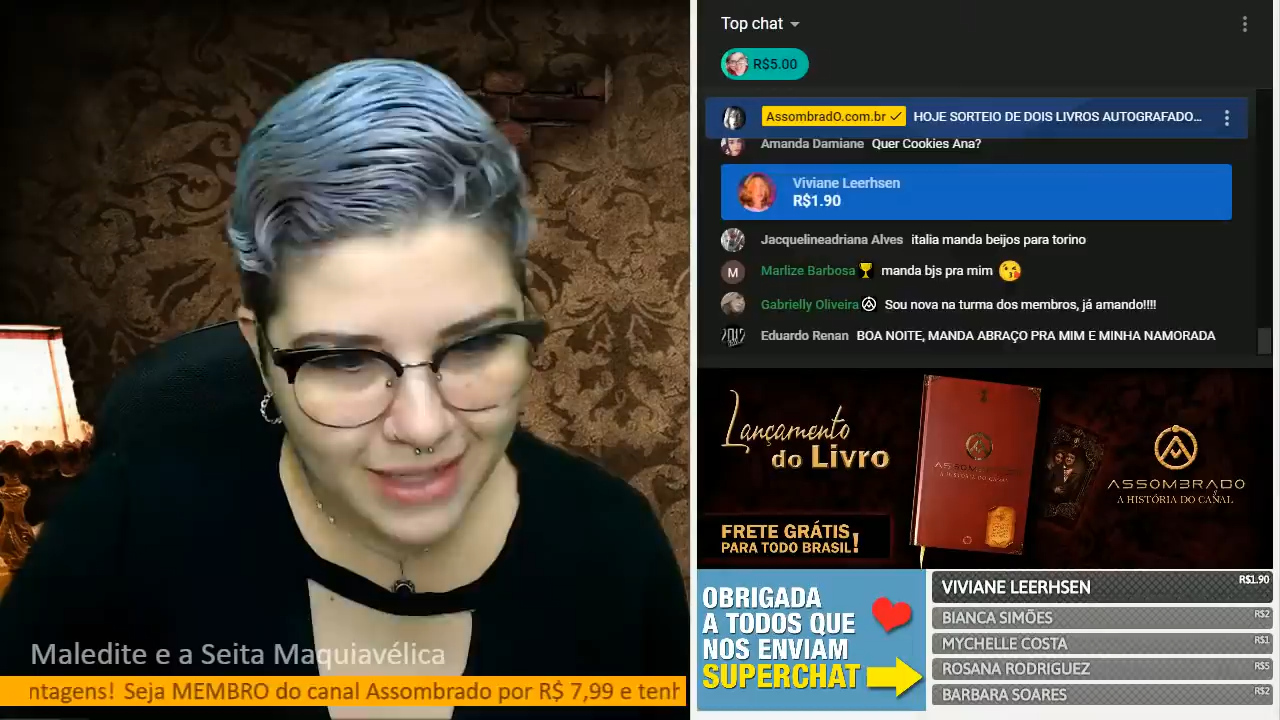 Top chat
R$5.00
AssombradO.com.br HOJE SORTEIO DE DOIS LIVROS AUTOGRAFADO...
Amanda Damiane Quer Cookies Ana?
Viviane Leerhsen
R$1.90
Jacquelineadriana Alves italia manda beijos para torino
M Marlize Barbosa manda bjs pra mim
Gabrielly Oliveira Sou nova na turma dos membros, já amando!!!!
Eduardo Renan BOA NOITE, MANDA ABRAÇO PRA MIM E MINHA NAMORADA
Lançamento
do Livro
FRETE GRÁTIS
PARA TODO BRASIL!
ASSOMBRADO
A HISTÓRIA DO CANAL
ASSOMBRADO
A HISTÓRIA DO CANAL
OBRIGADA
A TODOS QUE
NOS ENVIAM
SUPERCHAT
VIVIANE LEERHSEN R$1.90
BIANCA SIMÕES R$2
MYCHELLE COSTA R$1
ROSANA RODRIGUEZ R$5
BARBARA SOARES R$2
Maledite e a Seita Maquiavélica
ntagens! Seja MEMBRO do canal Assombrado por R$ 7,99 e tenh